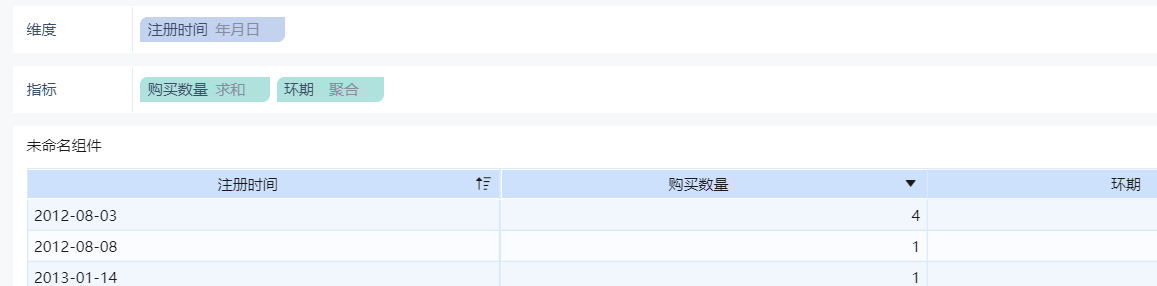 维度 注册时间 年月日
指标 购买数量 求和 环期 聚合
未命名组件
注册时间 购买数量 环期
2012-08-03 4
2012-08-08 1
2013-01-14 1